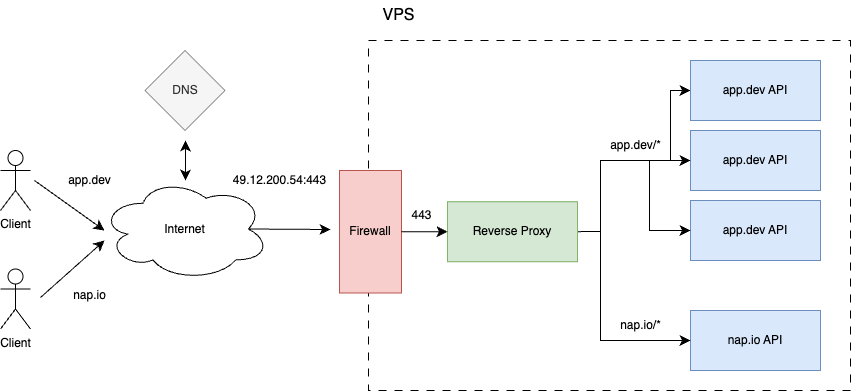 VPS
DNS
app.dev API
app.dev/*
app.dev API
app.dev
49.12.200.54:443
Client
Internet
Firewall
443
Reverse Proxy
app.dev API
nap.io
nap.io/*
Client
nap.io API